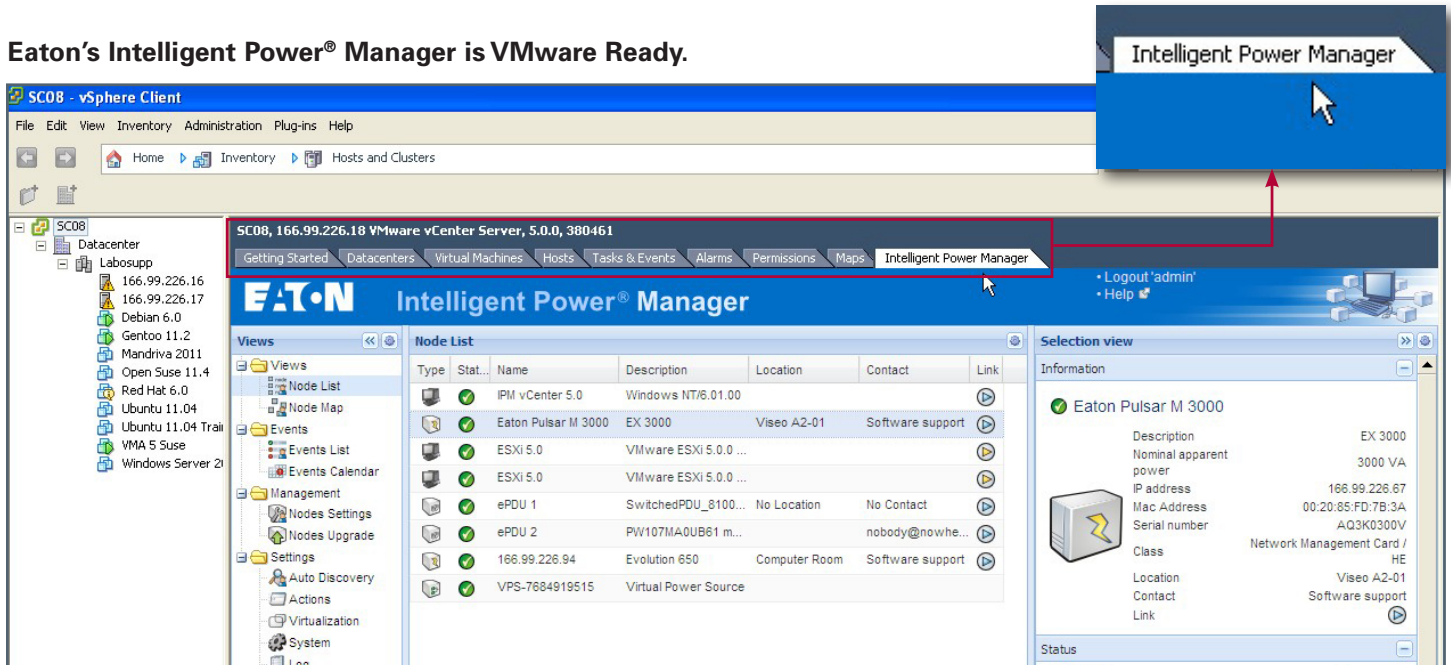 Eaton's Intelligent Power® Manager is VMware Ready.
Intelligent Power Manager
SC08 - vSphere Client
File Edit View Inventory Administration Plug-ins Help
Home Inventory Hosts and Clusters
SC08
Datacenter
Labosupp
166.99.226.16
166.99.226.17
Debian 6.0
Gentoo 11.2
Mandriva 2011
Open Suse 11.4
Red Hat 6.0
Ubuntu 11.04
Ubuntu 11.04 Trai
VMA 5 Suse
Windows Server 2
SC08, 166.99.226.18 VMware vCenter Server, 5.0.0, 380461
Getting Started Datacenters Virtual Machines Hosts Tasks & Events Alarms Permissions Maps Intelligent Power Manager
EATON Intelligent Power® Manager
Logout 'admin'
Help
Views
Views
Node List
Node Map
Events
Events List
Events Calendar
Management
Nodes Settings
Nodes Upgrade
Settings
Auto Discovery
Actions
Virtualization
System
Log
Node List
Type Stat... Name Description Location Contact Link
IPM vCenter 5.0 Windows NT/6.01.00
Eaton Pulsar M 3000 EX 3000 Viseo A2-01 Software support
ESXi 5.0 VMware ESXi 5.0.0 ...
ESXi 5.0 VMware ESXi 5.0.0 ...
ePDU 1 SwitchedPDU_8100... No Location No Contact
ePDU 2 PW107MA0UB61 m... nobody@nowhe...
166.99.226.94 Evolution 650 Computer Room Software support
VPS-7684919515 Virtual Power Source
Selection view
Information
Eaton Pulsar M 3000
Description EX 3000
Nominal apparent power 3000 VA
IP address 166.99.226.67
Mac Address 00:20:85:FD:7B:3A
Serial number AQ3K0300V
Class Network Management Card / HE
Location Viseo A2-01
Contact Software support
Link
Status